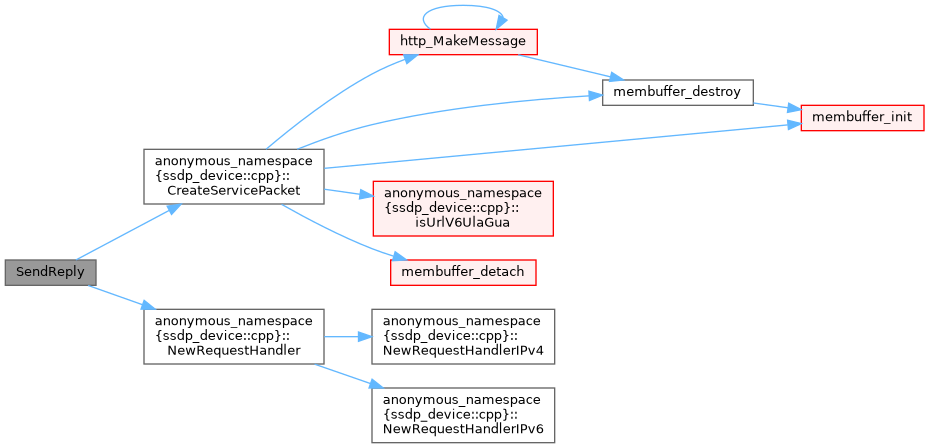 http_MakeMessage
membuffer_destroy
membuffer_init
anonymous_namespace
{ssdp_device::cpp}::
CreateServicePacket
anonymous_namespace
{ssdp_device::cpp}::
isUrlV6UlaGua
SendReply
membuffer_detach
anonymous_namespace
{ssdp_device::cpp}::
NewRequestHandler
anonymous_namespace
{ssdp_device::cpp}::
NewRequestHandlerIPv4
anonymous_namespace
{ssdp_device::cpp}::
NewRequestHandlerIPv6